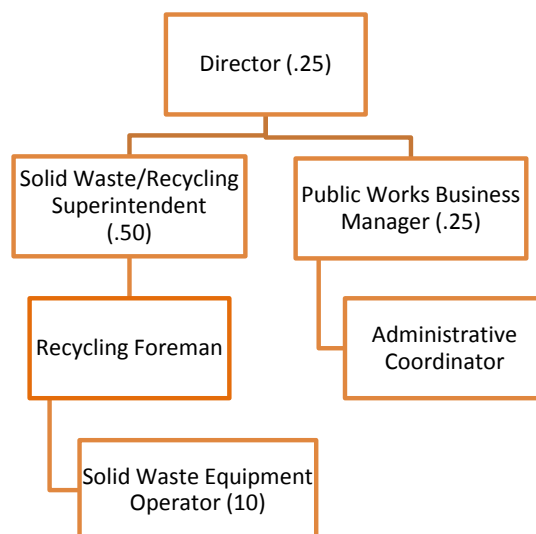 Director (.25)
Solid Waste/Recycling
Superintendent
(.50)
Public Works Business
Manager (.25)
Recycling Foreman
Administrative
Coordinator
Solid Waste Equipment
Operator (10)